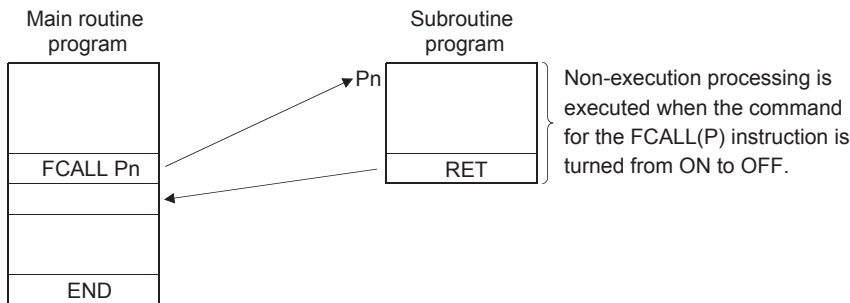 Main routine
program
Subroutine
program
Pn
Non-execution processing is
executed when the command
for the FCALL(P) instruction is
turned from ON to OFF.
FCALL Pn
RET
END